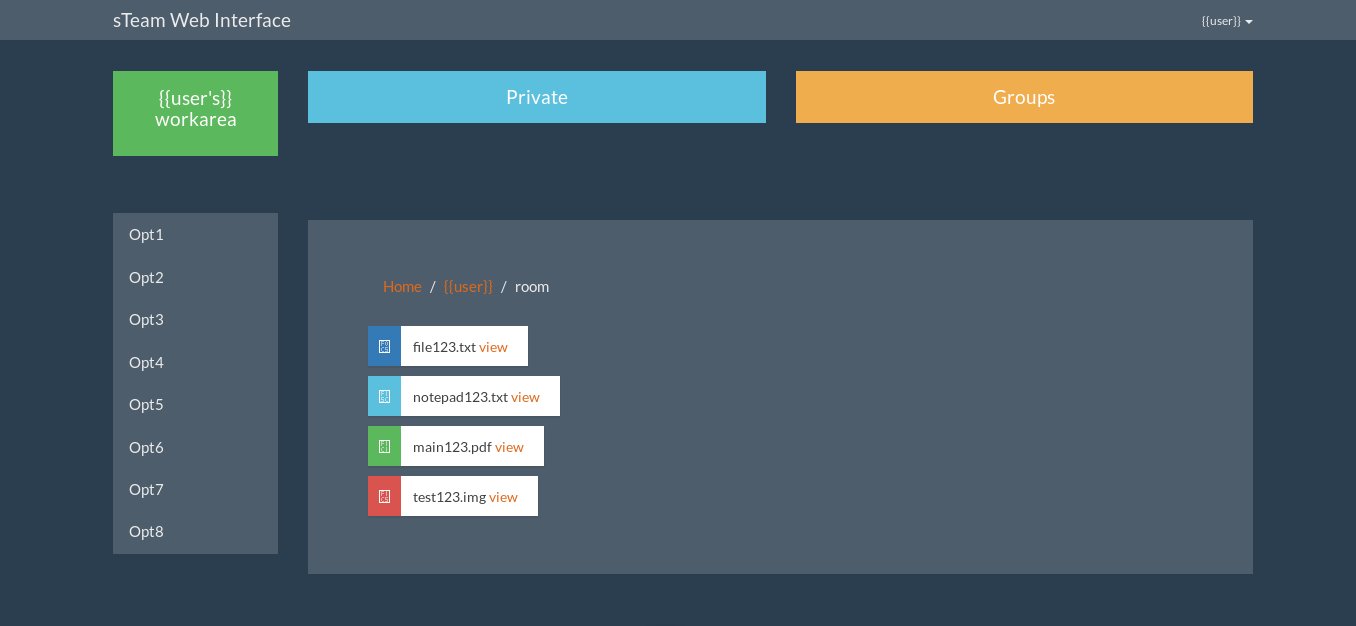 sTeam Web Interface
{{user}}
{{user's}}
workarea
Private
Groups
Opt1
Opt2
Opt3
Opt4
Opt5
Opt6
Opt7
Opt8
Home / {{user}} / room
file123.txt view
notepad123.txt view
main123.pdf view
test123.img view